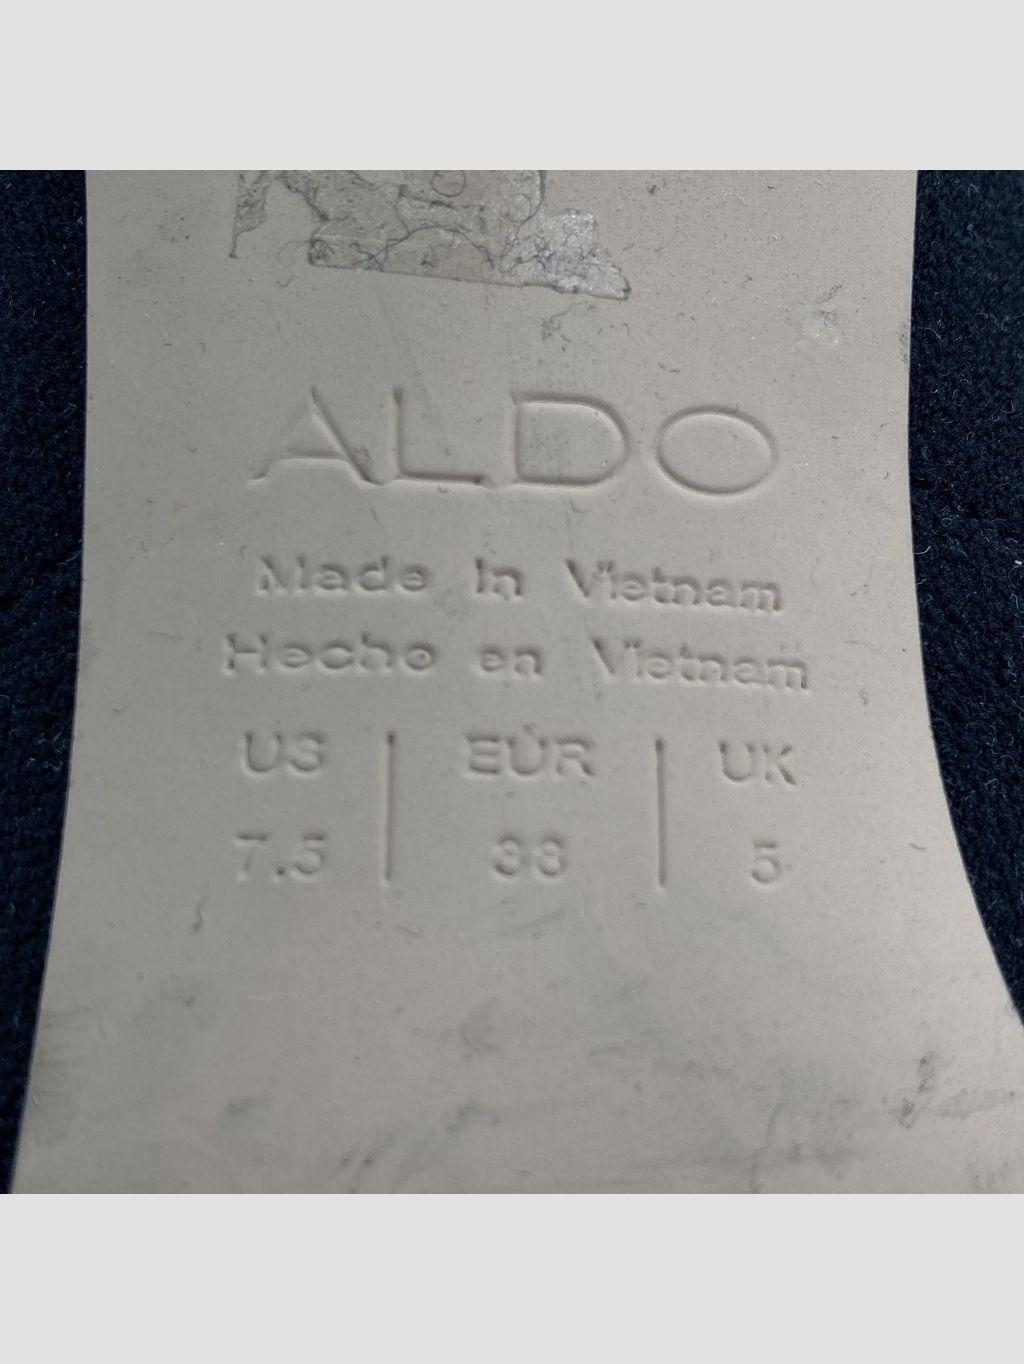 ALDO
Made in Vietnam
Hecho en Vietnam
US | EUR | UK
7.5 | 38 | 5